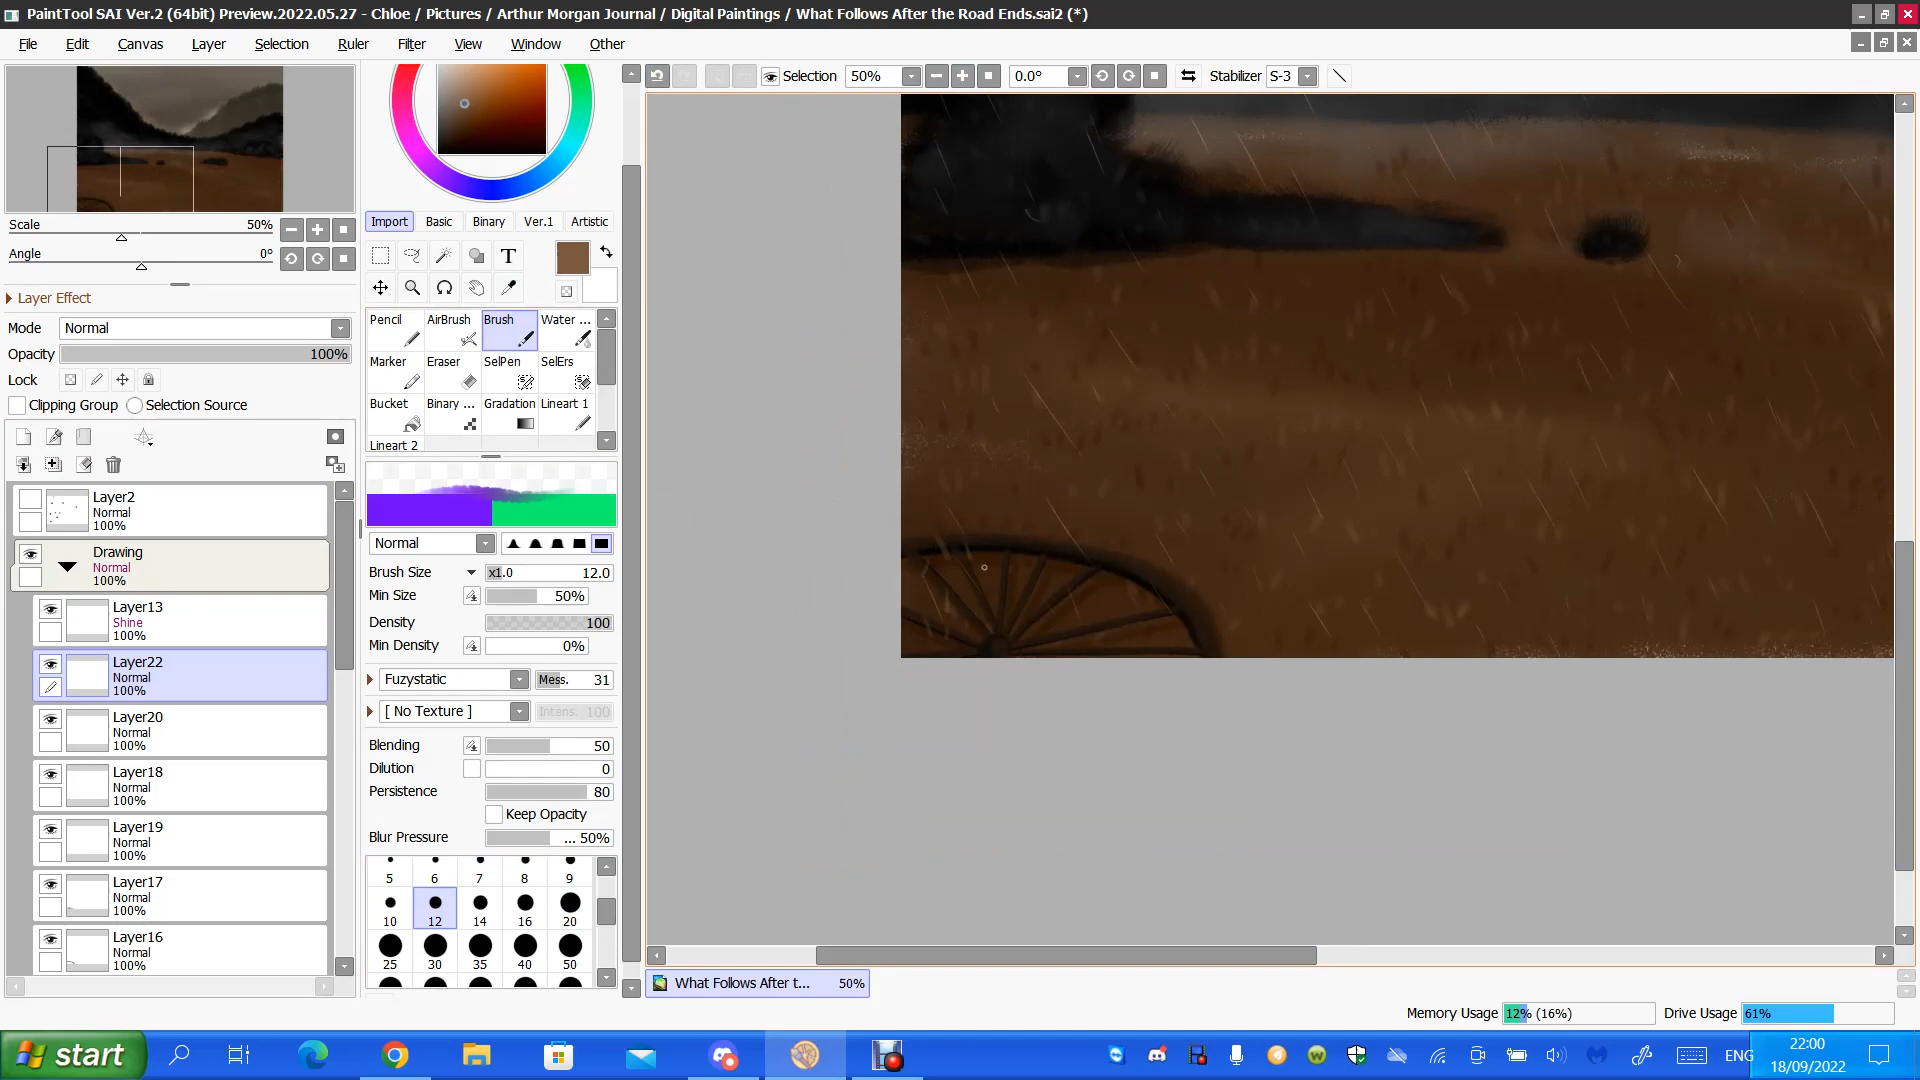 PaintTool SAI Ver.2 (64bit) Preview.2022.05.27 - Chloe / Pictures / Arthur Morgan Journal / Digital Paintings / What Follows After the Road Ends.sai2 (*)
File Edit Canvas Layer Selection Ruler Filter View Window Other
Selection 50% 0.0° Stabilizer S-3
Scale 50%
Angle 0°
Layer Effect
Mode Normal
Opacity 100%
Lock
Clipping Group Selection Source
Layer2
Normal
100%
Drawing
Normal
100%
Layer13
Shine
100%
Layer22
Normal
100%
Layer20
Normal
100%
Layer18
Normal
100%
Layer19
Normal
100%
Layer17
Normal
100%
Layer16
Normal
100%
Import Basic Binary Ver.1 Artistic
T
Pencil AirBrush Brush Water ...
Marker Eraser SelPen SelErs
Bucket Binary ... Gradation Lineart 1
Lineart 2
Normal
Brush Size x1.0 12.0
Min Size 50%
Density 100
Min Density 0%
Fuzystatic Mess. 31
[ No Texture ] Intens. 100
Blending 50
Dilution 0
Persistence 80
Keep Opacity
Blur Pressure ... 50%
5 6 7 8 9
10 12 14 16 20
25 30 35 40 50
What Follows After t... 50%
Memory Usage 12% (16%) Drive Usage 61%
start
ENG
22:00
18/09/2022